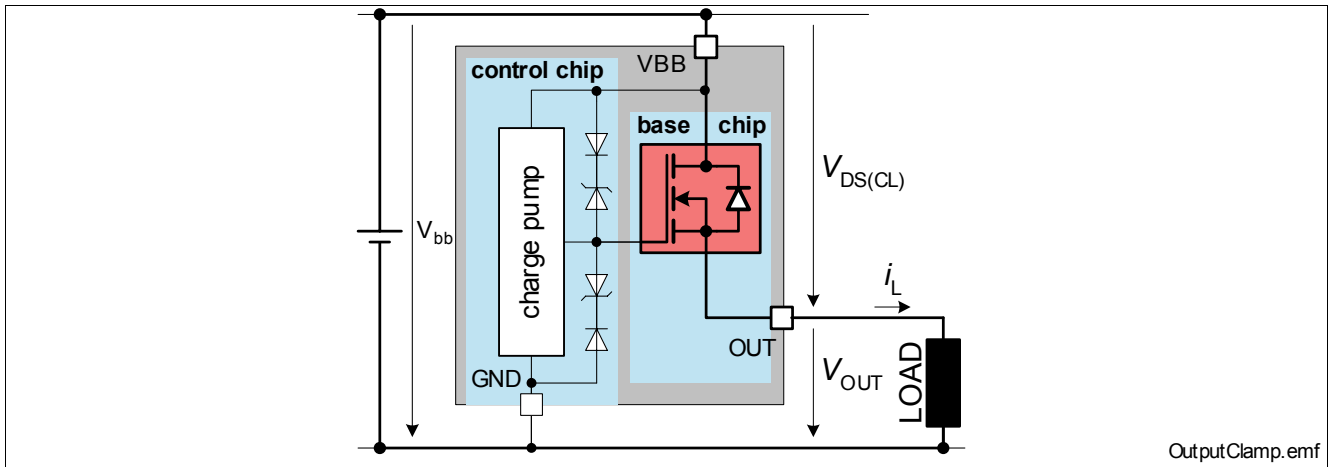 VBB
control chip
base chip
charge pump
V_DS(CL)
V_bb
i_L
OUT
GND
V_OUT
LOAD
OutputClamp.emf